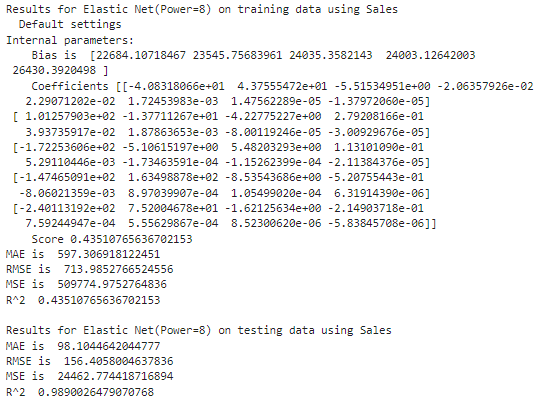 Results for Elastic Net(Power=8) on training data using Sales
Default settings
Internal parameters:
Bias is [22684.10718467 23545.75683961 24035.3582143 24003.12642003
26430.3920498 ]
Coefficients [[-4.08318066e+01 4.37555472e+01 -5.51534951e+00 -2.06357926e-02
2.29071202e-02 1.72453983e-03 1.47562289e-05 -1.37972060e-05]
[ 1.01257903e+02 -1.37711267e+01 -4.22775727e+00 2.79208166e-01
3.93735917e-02 1.87863653e-03 -8.00119246e-05 -3.00929676e-05]
[-1.72253606e+02 -5.10615197e+00 5.48203293e+00 1.13101090e-01
5.29110446e-03 -1.73463591e-04 -1.15262399e-04 -2.11384376e-05]
[-1.47465091e+02 1.63498878e+02 -8.53543686e+00 -5.20755443e-01
-8.06021359e-03 8.97039907e-04 1.05499020e-04 6.31914390e-06]
[-2.40113192e+02 7.52004678e+01 -1.62125634e+00 -2.14903718e-01
7.59244947e-04 5.55629867e-04 8.52300620e-06 -5.83845708e-06]]
Score 0.43510765636702153
MAE is 597.306918122451
RMSE is 713.9852766524556
MSE is 509774.9752764836
R^2 0.43510765636702153
Results for Elastic Net(Power=8) on testing data using Sales
MAE is 98.1044642044777
RMSE is 156.4058004637836
MSE is 24462.774418716894
R^2 0.9890026479070768